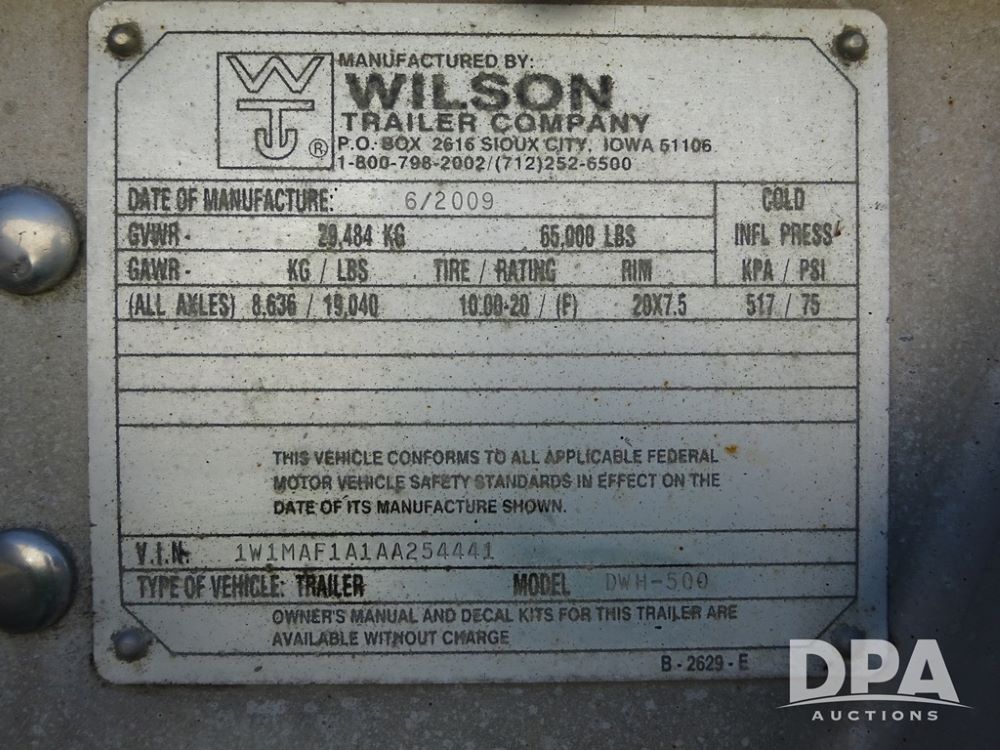 WT ®
MANUFACTURED BY:
WILSON
TRAILER COMPANY
P.O. BOX 2616 SIOUX CITY, IOWA 51106
1-800-798-2002/(712)252-6500
DATE OF MANUFACTURE: 6/2009 COLD
GVWR - 29,484 KG 65,000 LBS INFL PRESS
GAWR - KG / LBS TIRE / RATING RIM KPA / PSI
(ALL AXLES) 8.636 / 19,040 10.00-20 / (F) 20X7.5 517 / 75
THIS VEHICLE CONFORMS TO ALL APPLICABLE FEDERAL
MOTOR VEHICLE SAFETY STANDARDS IN EFFECT ON THE
DATE OF ITS MANUFACTURE SHOWN.
V.I.N. 1W1MAF1A1AA254441
TYPE OF VEHICLE: TRAILER MODEL DWH-500
OWNER'S MANUAL AND DECAL KITS FOR THIS TRAILER ARE
AVAILABLE WITHOUT CHARGE
B - 2629 - E
DPA
AUCTIONS